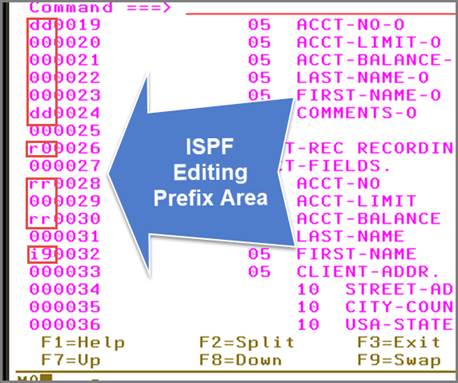 Command ===>
dd0019 05 ACCT-NO-O
000020 05 ACCT-LIMIT-O
000021 05 ACCT-BALANCE-
000022 05 LAST-NAME-O
000023 05 FIRST-NAME-O
dd0024 COMMENTS-O
000025
r00026 T-REC RECORDIN
000027 T-FIELDS.
rr0028 ACCT-NO
000029 ACCT-LIMIT
rr0030 ACCT-BALANCE
000031 LAST-NAME
i90032 05 FIRST-NAME
000033 05 CLIENT-ADDR.
000034 10 STREET-AD
000035 10 CITY-COUN
000036 10 USA-STATE
ISPF
Editing
Prefix Area
F1=Help F2=Split F3=Exit
F7=Up F8=Down F9=Swap